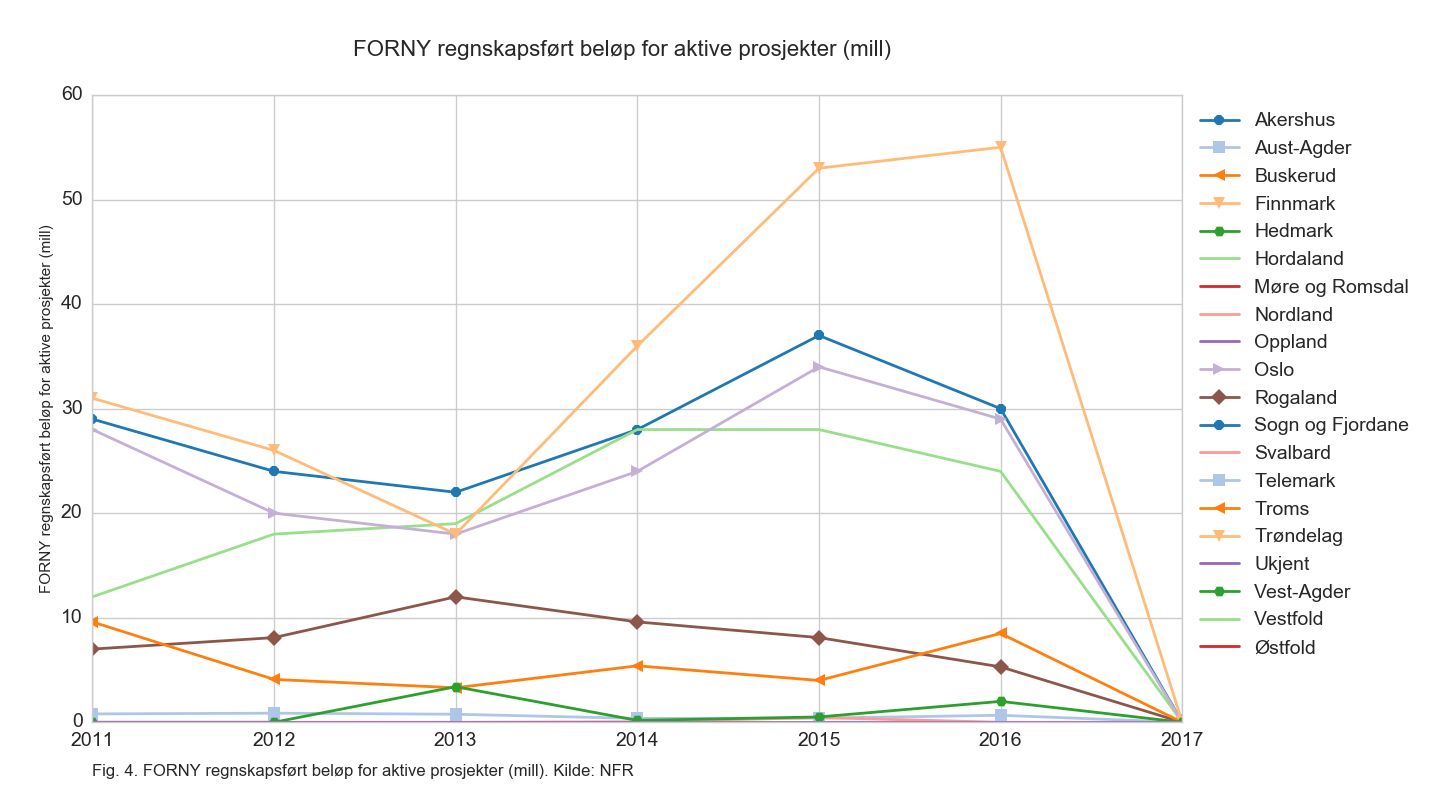 FORNY regnskapsført beløp for aktive prosjekter (mill)
FORNY regnskapsført beløp for aktive prosjekter (mill)
60
50
40
30
20
10
0
2011
2012
2013
2014
2015
2016
2017
Akershus
Aust-Agder
Buskerud
Finnmark
Hedmark
Hordaland
Møre og Romsdal
Nordland
Oppland
Oslo
Rogaland
Sogn og Fjordane
Svalbard
Telemark
Troms
Trøndelag
Ukjent
Vest-Agder
Vestfold
Østfold
Fig. 4. FORNY regnskapsført beløp for aktive prosjekter (mill). Kilde: NFR